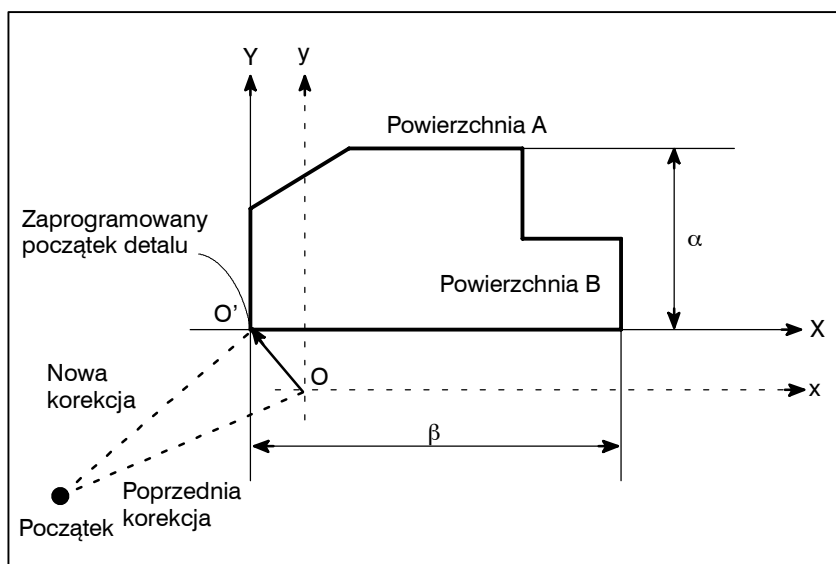 Y
y
Powierzchnia A
Zaprogramowany
początek detalu
α
Powierzchnia B
O’
X
Nowa
korekcja
O
x
β
Poprzednia
korekcja
Początek